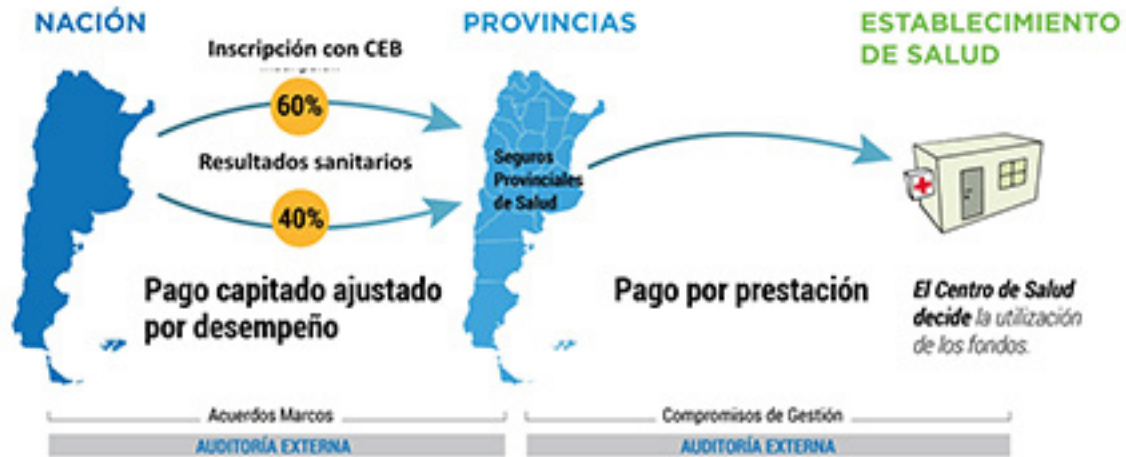 NACIÓN
PROVINCIAS
ESTABLECIMIENTO
DE SALUD
Inscripción con CEB
60%
Resultados sanitarios
40%
Seguros
Provinciales
de Salud
Pago capitado ajustado
por desempeño
Pago por prestación
El Centro de Salud
decide la utilización
de los fondos.
Acuerdos Marcos
Compromisos de Gestión
AUDITORÍA EXTERNA
AUDITORÍA EXTERNA